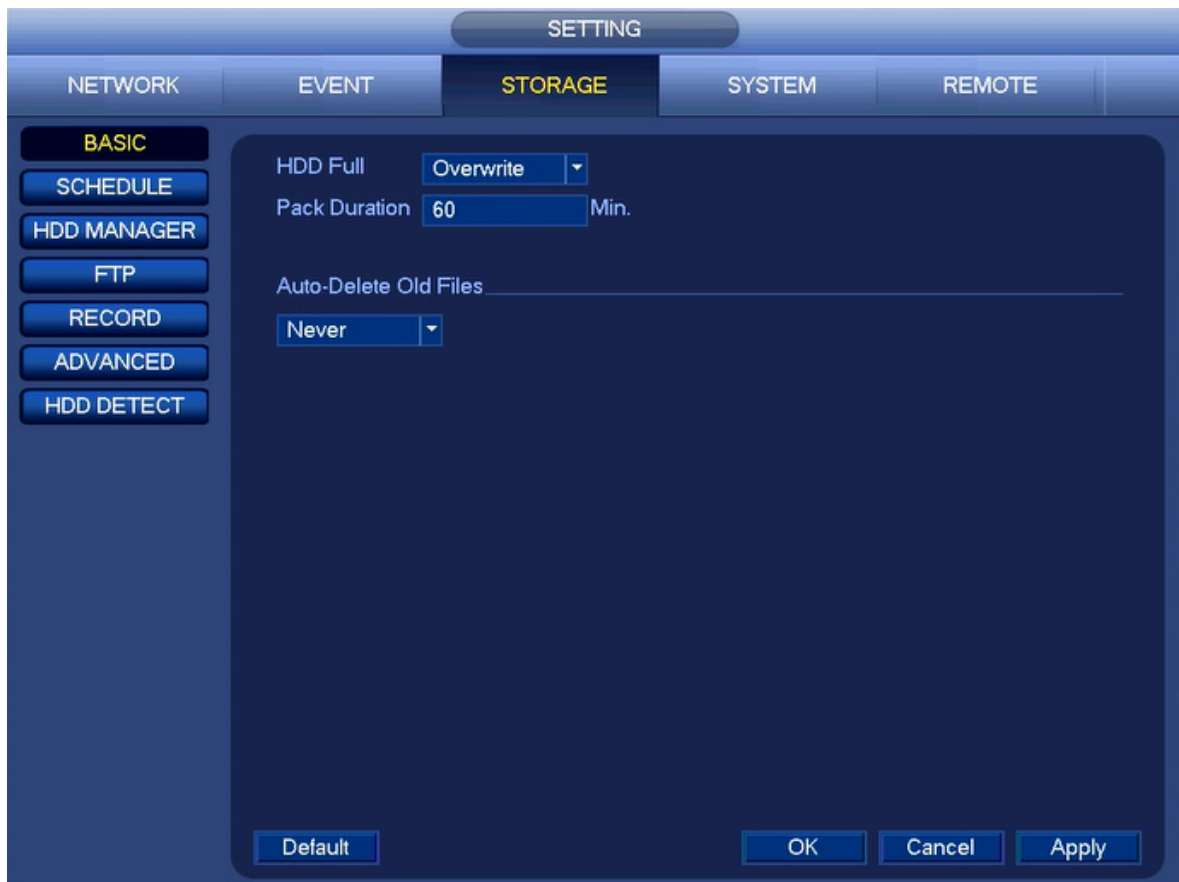 SETTING
NETWORK EVENT STORAGE SYSTEM REMOTE
BASIC
SCHEDULE
HDD MANAGER
FTP
RECORD
ADVANCED
HDD DETECT
HDD Full Overwrite
Pack Duration 60 Min.
Auto-Delete Old Files
Never
Default OK Cancel Apply